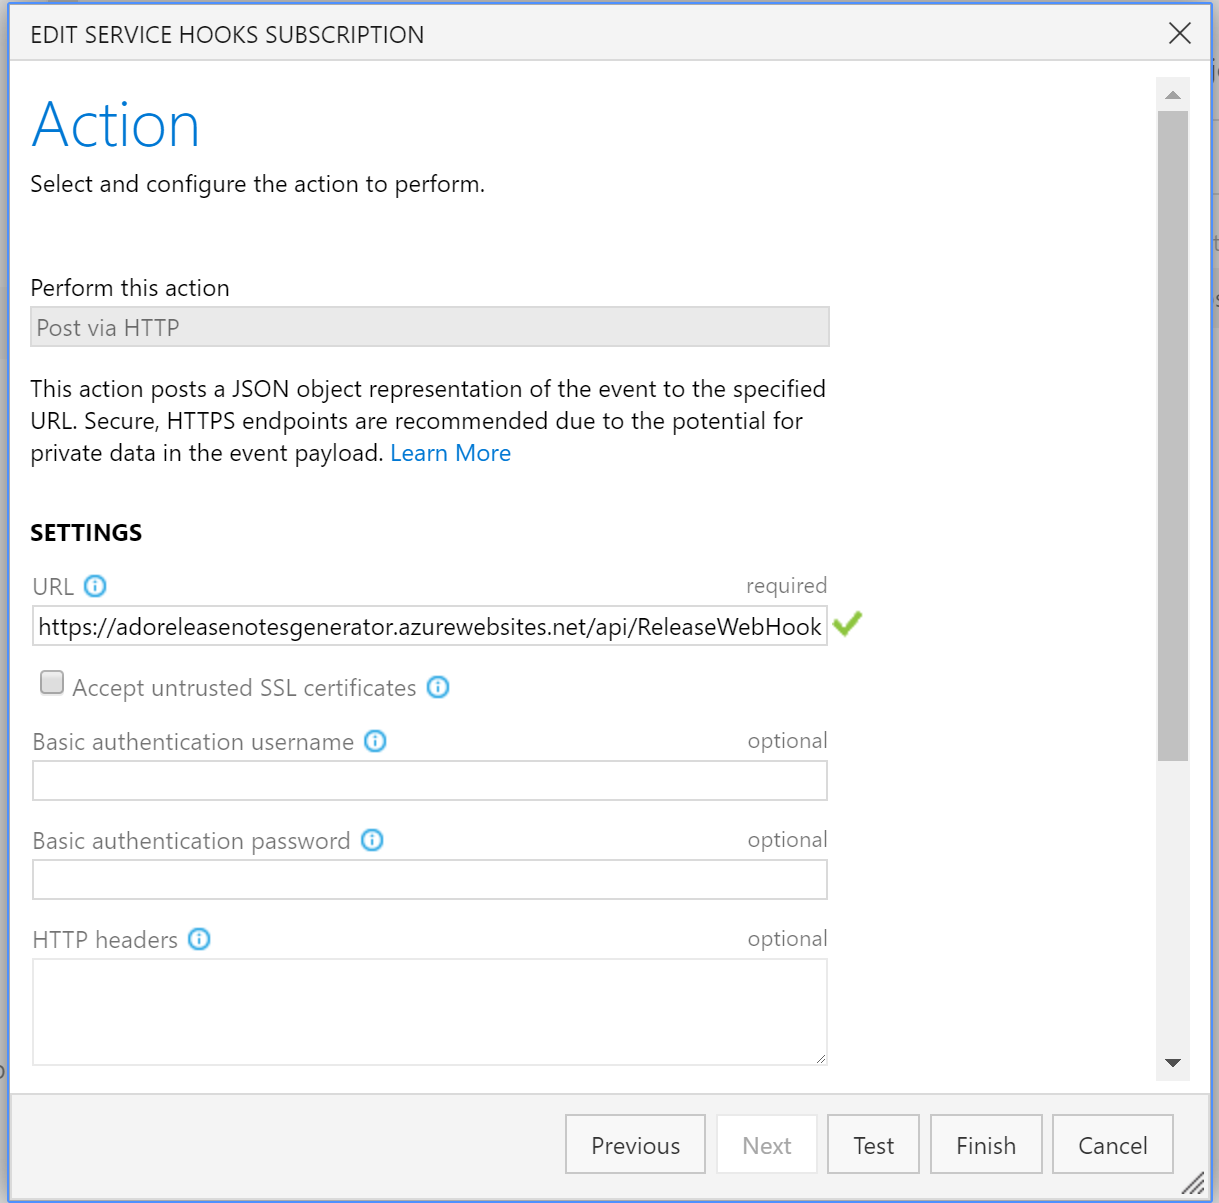 EDIT SERVICE HOOKS SUBSCRIPTION
Action
Select and configure the action to perform.
Perform this action
Post via HTTP
This action posts a JSON object representation of the event to the specified
URL. Secure, HTTPS endpoints are recommended due to the potential for
private data in the event payload. Learn More
SETTINGS
URL required
https://adoreleasenotesgenerator.azurewebsites.net/api/ReleaseWebHook
Accept untrusted SSL certificates
Basic authentication username optional
Basic authentication password optional
HTTP headers optional
Previous Next Test Finish Cancel